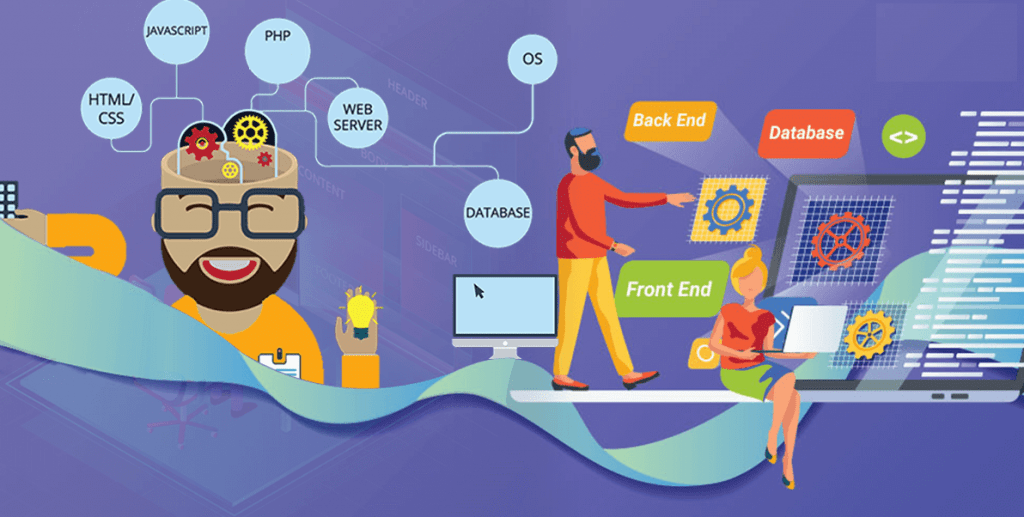 JAVASCRIPT
PHP
OS
HTML/
CSS
WEB
SERVER
DATABASE
HEADER
CONTENT
SIDEBAR
Back End
Database
<>
Front End